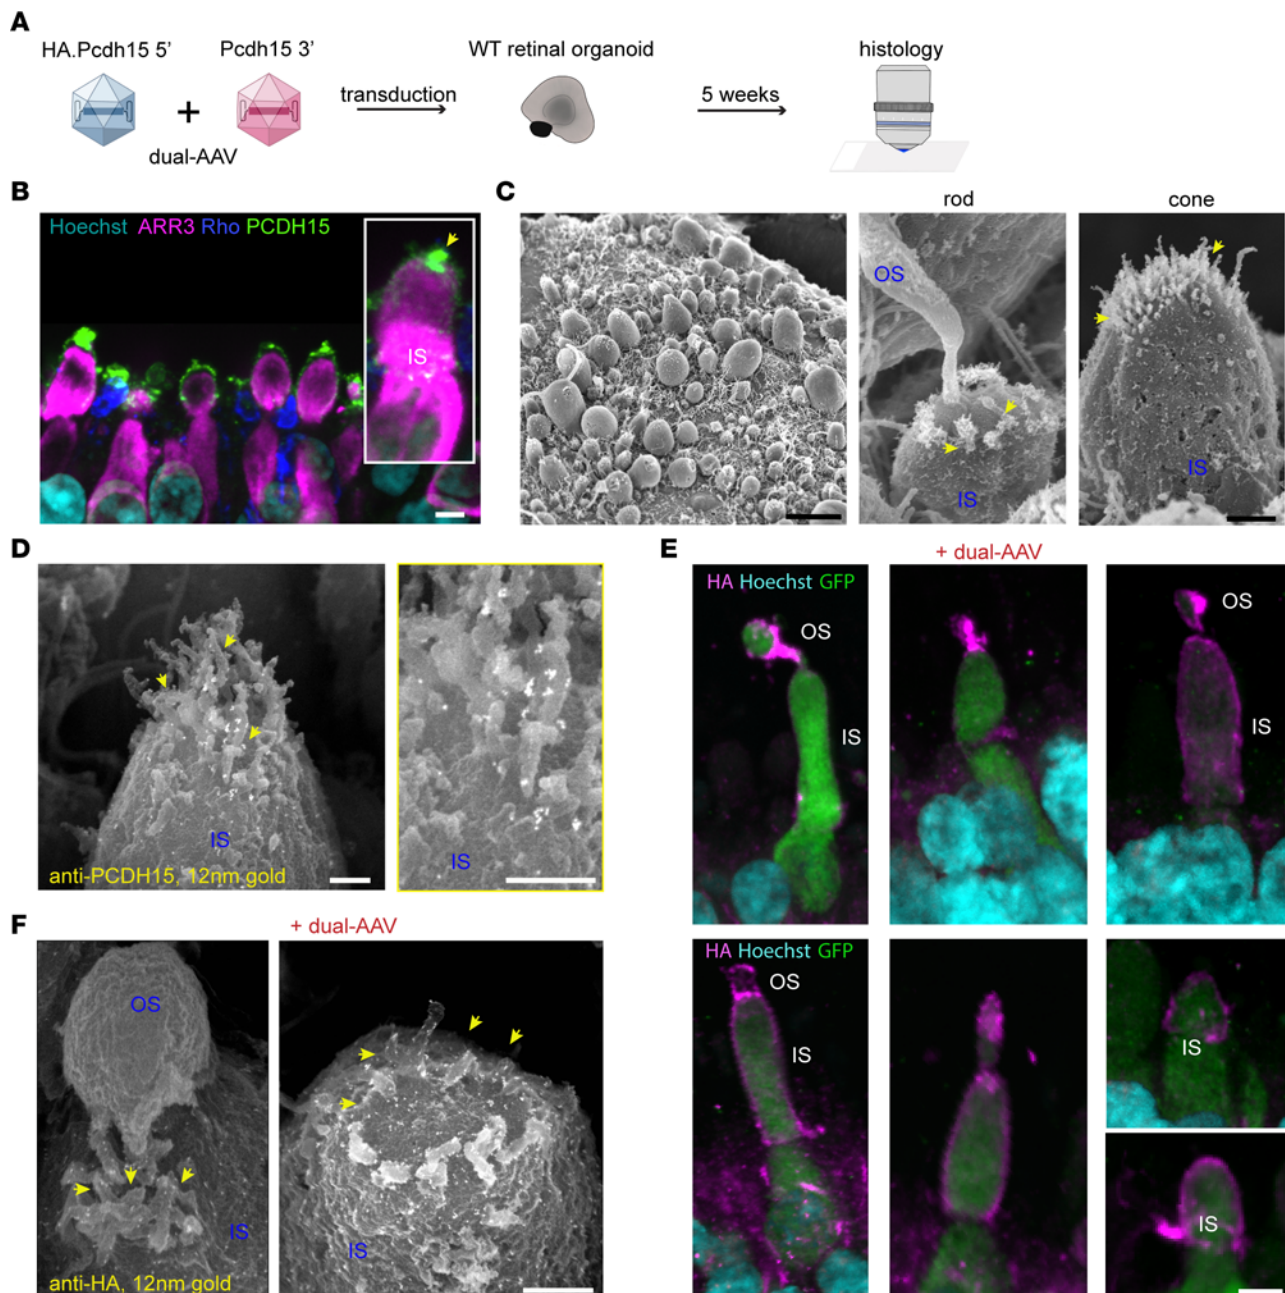 A
HA.Pcdh15 5’
Pcdh15 3’
WT retinal organoid
histology
+
transduction
5 weeks
dual-AAV
B
Hoechst ARR3 Rho PCDH15
IS
C
rod
cone
OS
IS
IS
D
IS
anti-PCDH15, 12nm gold
IS
E
+ dual-AAV
HA Hoechst GFP
OS
IS
OS
IS
HA Hoechst GFP
OS
IS
IS
IS
F
+ dual-AAV
OS
IS
anti-HA, 12nm gold
IS